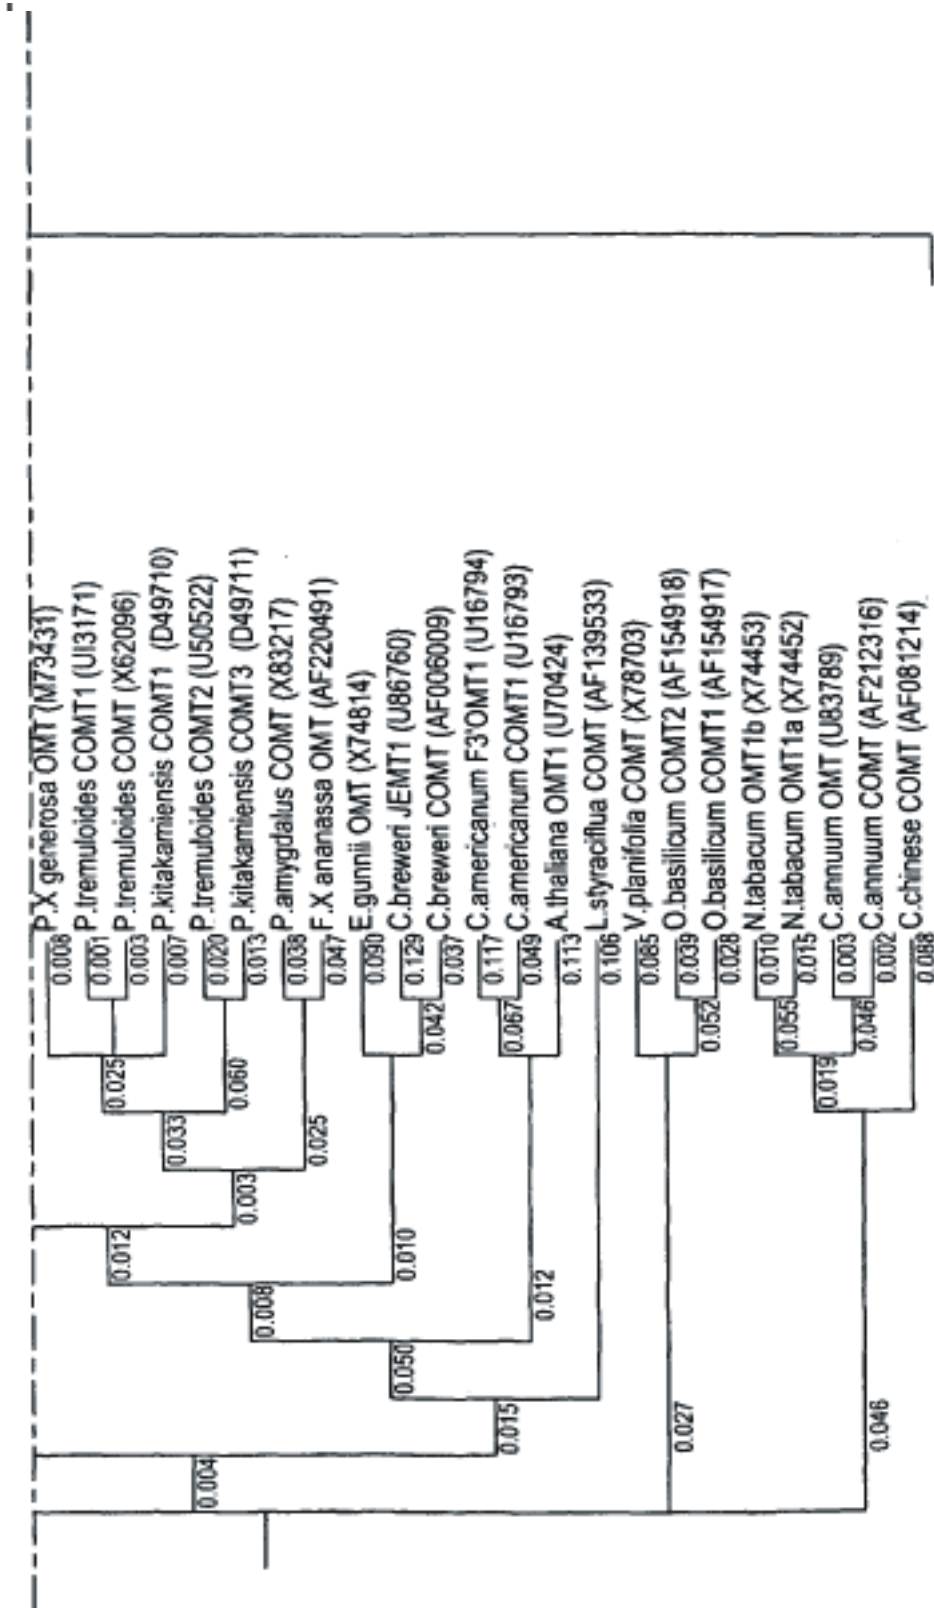 P.X generosa OMT (M73431)
0.008
P.tremuloides COMT1 (UI3171)
0.001
P.tremuloides COMT (X62096)
0.003
P.kitakamiensis COMT1 (D49710)
0.007
P.tremuloides COMT2 (U50522)
0.020
P.kitakamiensis COMT3 (D49711)
0.013
P.amygdalus COMT (X83217)
0.038
F.X ananassa OMT (AF220491)
0.047
E.gunnii OMT (X74814)
0.090
C.breweri JEMT1 (U86760)
0.129
C.breweri COMT (AF006009)
0.037
C.americanum F3'OMT1 (U16794)
0.117
C.americanum COMT1 (U16793)
0.049
A.thaliana OMT1 (U70424)
0.113
L.styraciflua COMT (AF139533)
0.106
V.planifolia COMT (X78703)
0.085
O.basilicum COMT2 (AF154918)
0.039
O.basilicum COMT1 (AF154917)
0.028
N.tabacum OMT1b (X74453)
0.010
N.tabacum OMT1a (X74452)
0.015
C.annuum OMT (U83789)
0.003
C.annuum COMT (AF212316)
0.002
C.chinese COMT (AF081214)
0.088
0.042
0.067
0.052
0.055
0.046
0.025
0.060
0.019
0.033
0.025
0.003
0.012
0.010
0.008
0.012
0.050
0.015
0.027
0.046
0.004